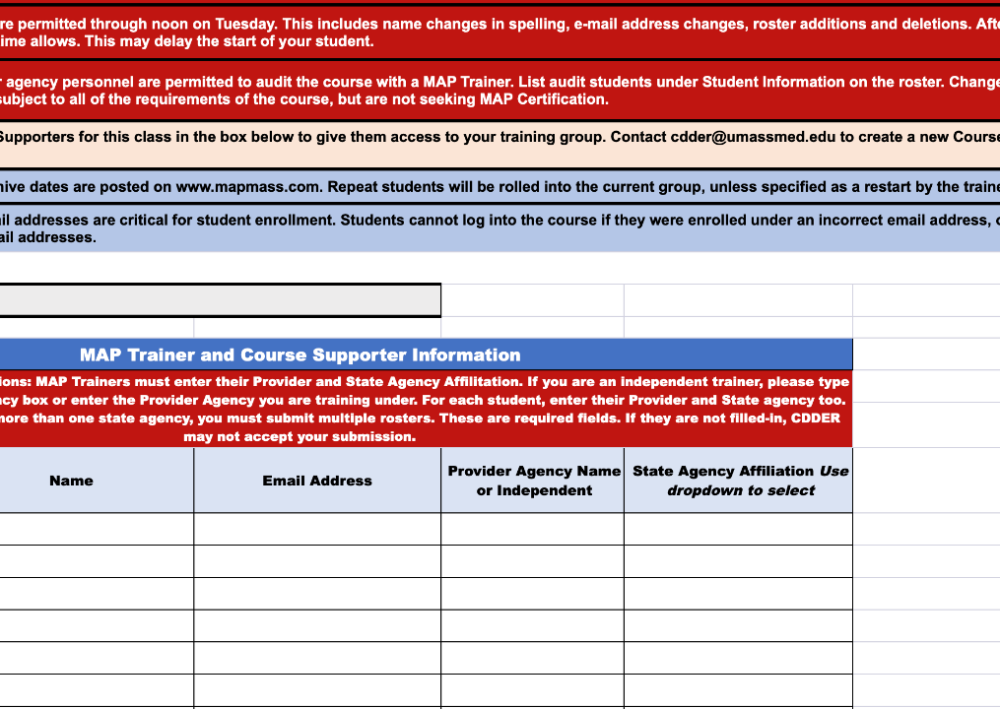 re permitted through noon on Tuesday. This includes name changes in spelling, e-mail address changes, roster additions and deletions. Afte
ime allows. This may delay the start of your student.
r agency personnel are permitted to audit the course with a MAP Trainer. List audit students under Student Information on the roster. Change
subject to all of the requirements of the course, but are not seeking MAP Certification.
Supporters for this class in the box below to give them access to your training group. Contact cdder@umassmed.edu to create a new Course
hive dates are posted on www.mapmass.com. Repeat students will be rolled into the current group, unless specified as a restart by the traine
il addresses are critical for student enrollment. Students cannot log into the course if they were enrolled under an incorrect email address, o
ail addresses.
MAP Trainer and Course Supporter Information
ions: MAP Trainers must enter their Provider and State Agency Affilitation. If you are an independent trainer, please type
cy box or enter the Provider Agency you are training under. For each student, enter their Provider and State agency too.
more than one state agency, you must submit multiple rosters. These are required fields. If they are not filled-in, CDDER
may not accept your submission.
Name
Email Address
Provider Agency Name
or Independent
State Agency Affiliation Use
dropdown to select